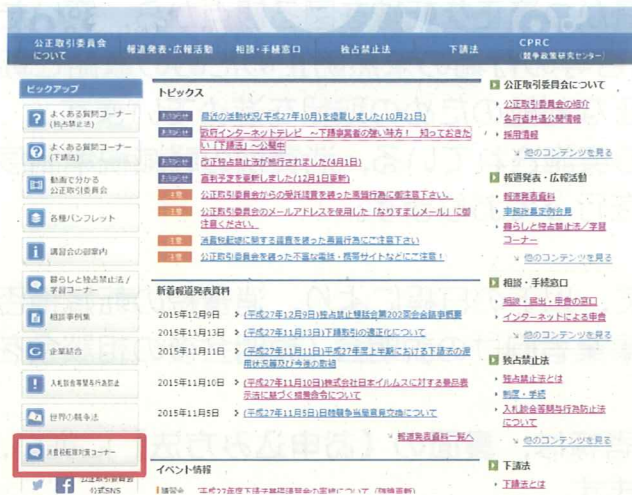 公正取引委員会
について
報道発表・広報活動
相談・手続窓口
独占禁止法
下請法
CPRC
(競争政策研究センター)
ピックアップ
よくある質問コーナー
(独占禁止法)
よくある質問コーナー
(下請法)
動画で分かる
公正取引委員会
各種パンフレット
講習会の御案内
暮らしと独占禁止法/
学習コーナー
相談事例集
企業結合
入札談合等関与行為防止
世界の競争法
消費税転嫁対策コーナー
公正取引委員会
公式SNS
トピックス
お知らせ 最近の活動状況(平成27年10月)を掲載しました(10月21日)
お知らせ 政府インターネットテレビ ～下請事業者の強い味方！ 知っておきた
い「下請法」～公開中
お知らせ 改正独占禁止法が施行されました(4月1日)
お知らせ 審判予定を更新しました(12月1日更新)
注意 公正取引委員会からの受託調査を装った悪質行為に御注意下さい。
注意 公正取引委員会のメールアドレスを使用した「なりすましメール」に御
注意ください。
注意 消費税転嫁に関する調査を装った悪質行為にご注意下さい
注意 公正取引委員会を装った不審な電話・携帯サイトなどにご注意！
新着報道発表資料
2015年12月9日 (平成27年12月9日)独占禁止懇話会第202回会合議事概要
2015年11月13日 (平成27年11月13日)下請取引の適正化について
2015年11月11日 (平成27年11月11日)平成27年度上半期における下請法の運
用状況等及び今後の取組
2015年11月10日 (平成27年11月10日)株式会社日本イルムスに対する景品表
示法に基づく措置命令について
2015年11月5日 (平成27年11月5日)日韓競争当局意見交換について
報道発表資料一覧へ
イベント情報
講習会 平成27年度下請法基礎講習会の実施について
公正取引委員会について
公正取引委員会の紹介
各府省共通公開情報
採用情報
他のコンテンツを見る
報道発表・広報活動
報道発表資料
事務総長定例会見
暮らしと独占禁止法/学習
コーナー
他のコンテンツを見る
相談・手続窓口
相談・届出・申告の窓口
インターネットによる申告
他のコンテンツを見る
独占禁止法
独占禁止法とは
制度・手続
入札談合等関与行為防止法
について
他のコンテンツを見る
下請法
下請法とは